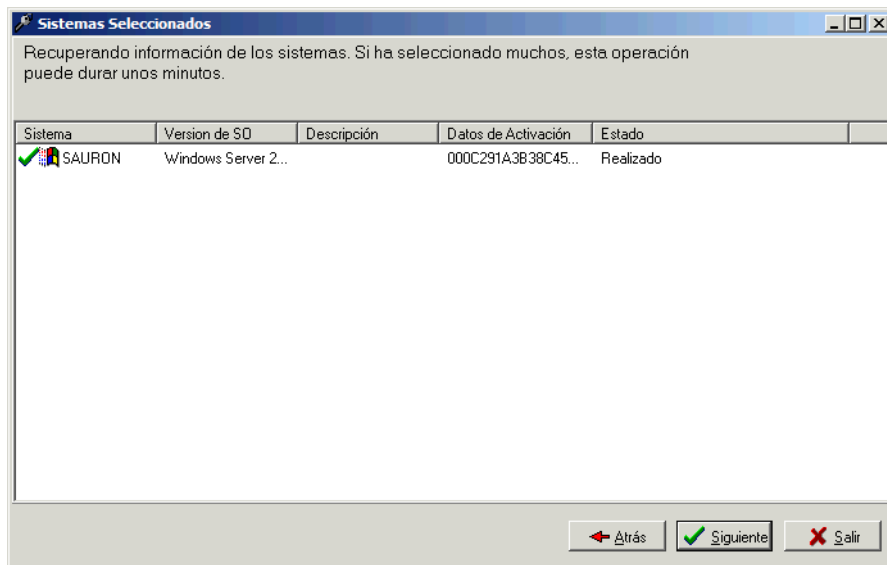 Sistemas Seleccionados
Recuperando información de los sistemas. Si ha seleccionado muchos, esta operación
puede durar unos minutos.
Sistema Version de SO Descripción Datos de Activación Estado
SAURON Windows Server 2... 000C291A3B38C45... Realizado
Atrás Siguiente Salir